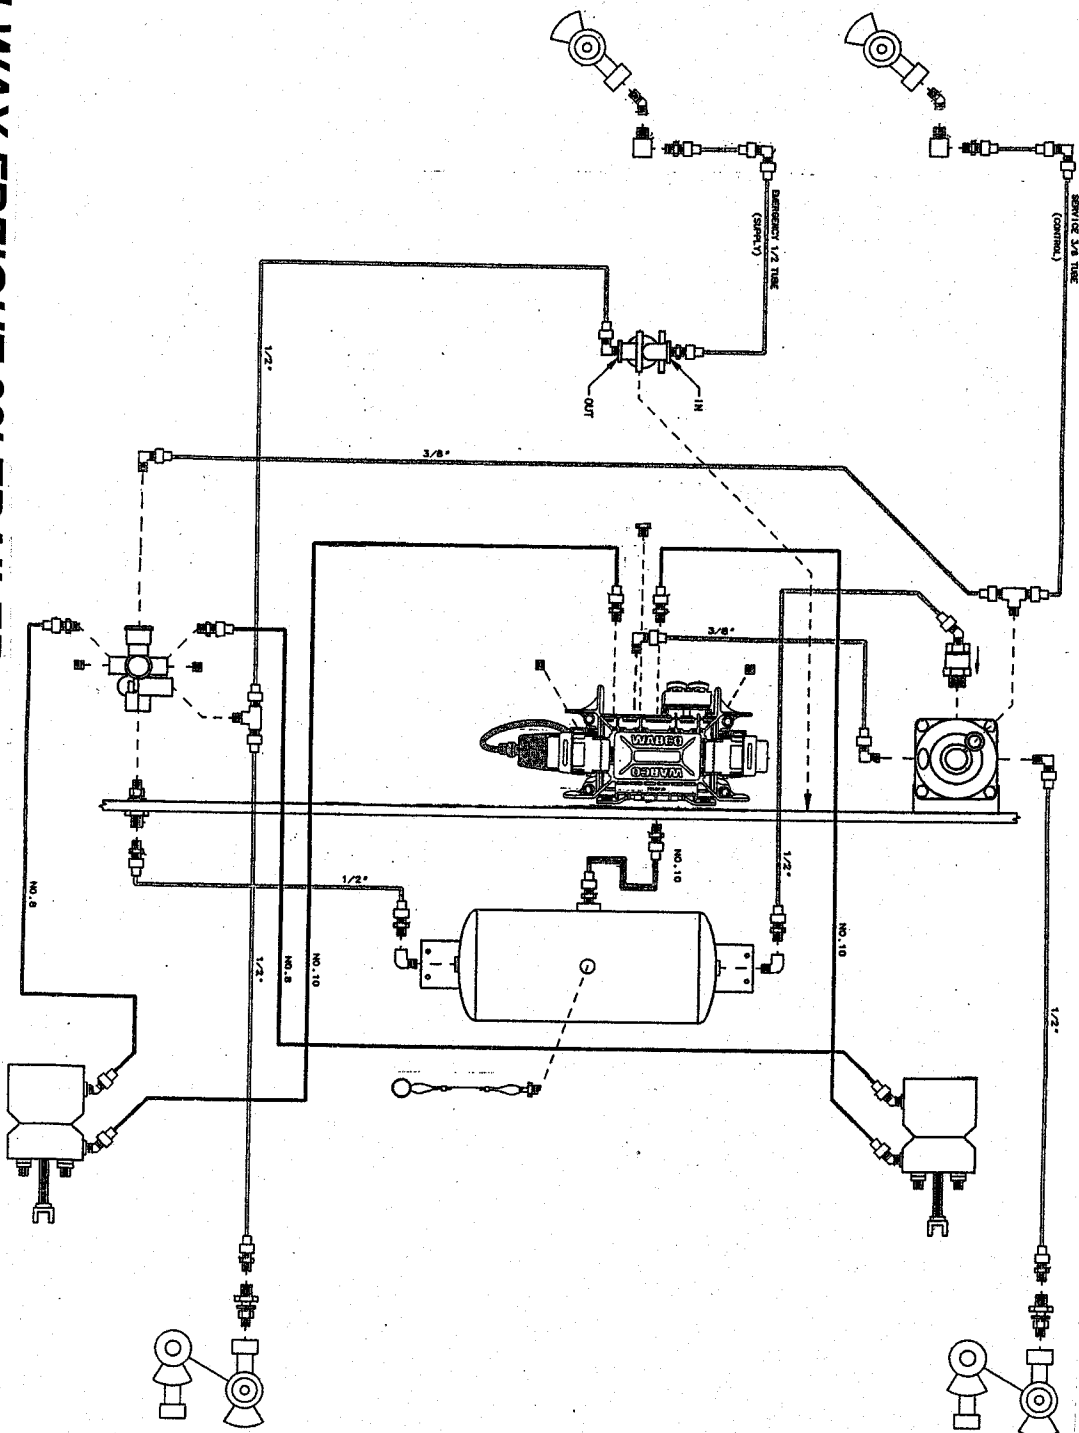 SERVICE 3/8 TUBE
(CONTROL)
EMERGENCY 1/2 TUBE
(SUPPLY)
1/2"
IN
OUT
3/8"
3/8"
WABCO
WABCO
NO.10
1/2"
NO.8
1/2"
NO.10
1/2"
NO.8
NO.10
1/2"